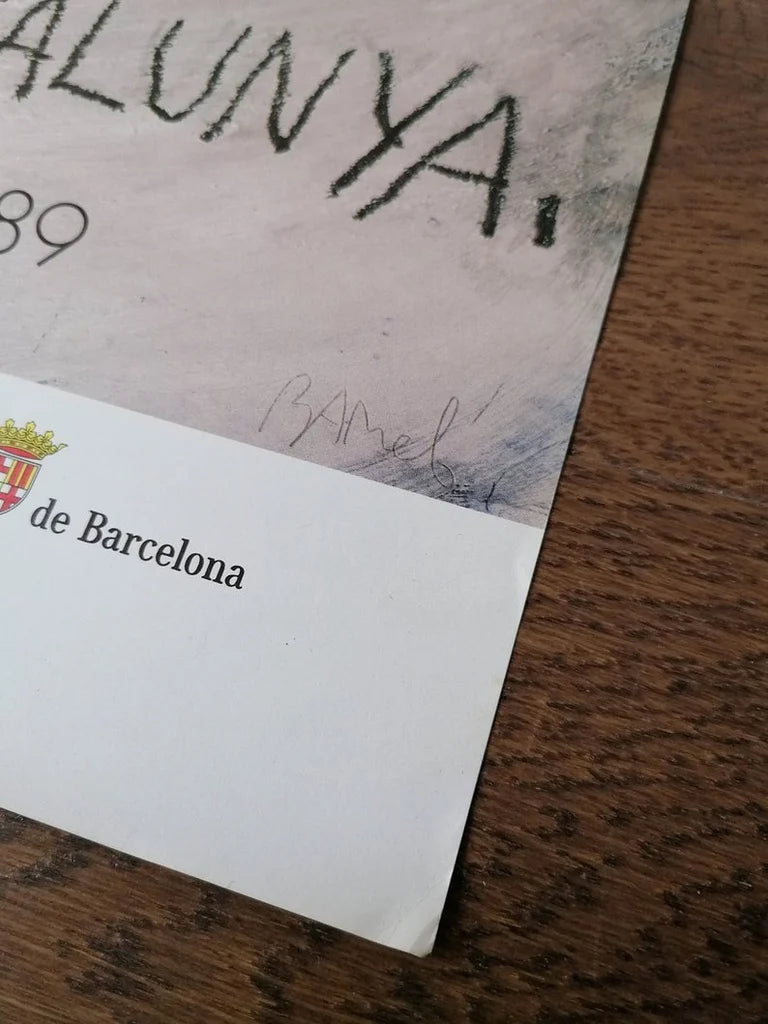 ALUNYA.
89
de Barcelona